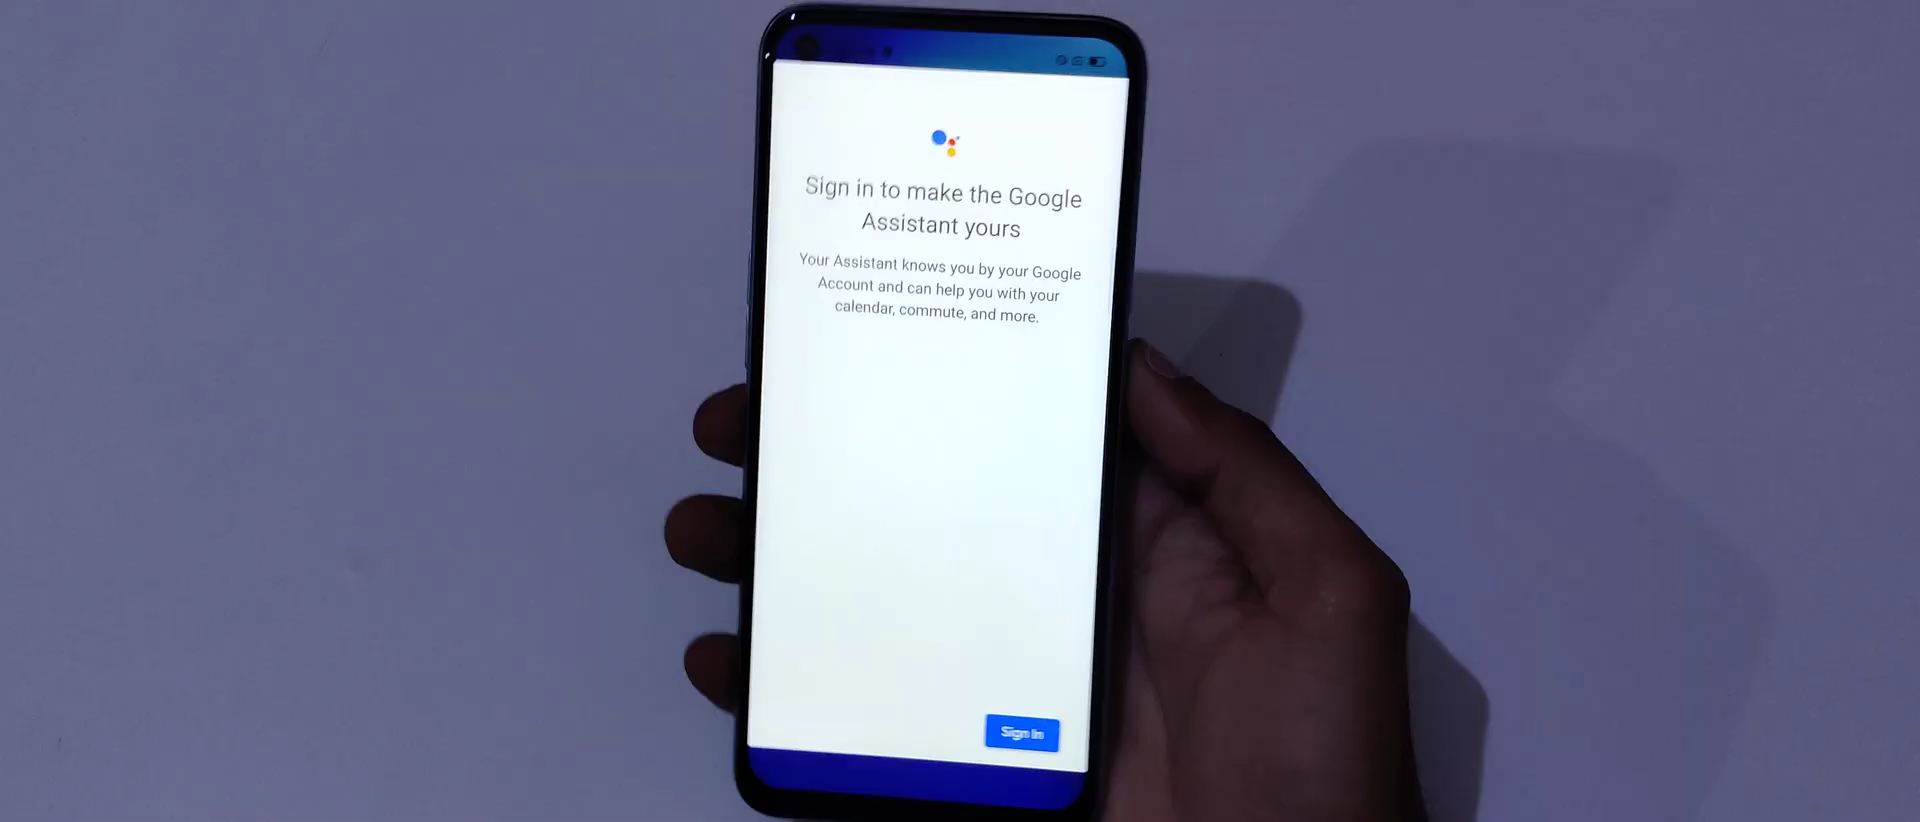 Sign in to make the Google
Assistant yours
Your Assistant knows you by your Google
Account and can help you with your
calendar, commute, and more.
Sign In